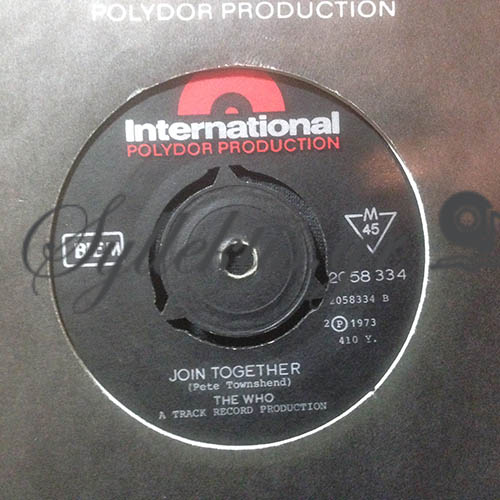 POLYDOR PRODUCTION
International
POLYDOR PRODUCTION
BIEM
M
45
2058 334
2058334 B
2 Ⓟ 1973
410 Y.
JOIN TOGETHER
(Pete Townshend)
THE WHO
A TRACK RECORD PRODUCTION